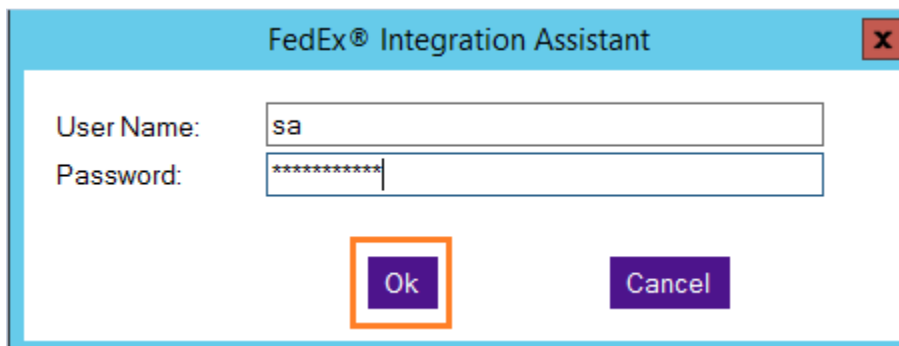 FedEx® Integration Assistant
x
User Name: sa
Password: ***********
Ok Cancel